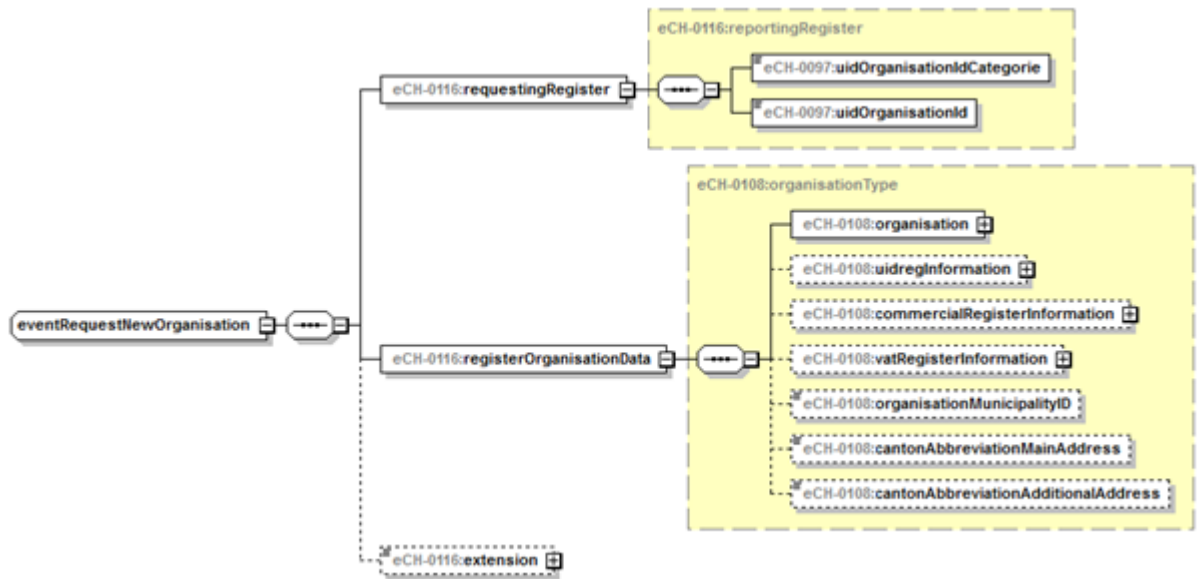 eCH-0116:reportingRegister
eCH-0097:uidOrganisationIdCategorie
eCH-0116:requestingRegister
eCH-0097:uidOrganisationId
eCH-0108:organisationType
eCH-0108:organisation
eCH-0108:uidregInformation
eCH-0108:commercialRegisterInformation
eventRequestNewOrganisation
eCH-0116:registerOrganisationData
eCH-0108:vatRegisterInformation
eCH-0108:organisationMunicipalityID
eCH-0108:cantonAbbreviationMainAddress
eCH-0108:cantonAbbreviationAdditionalAddress
eCH-0116:extension